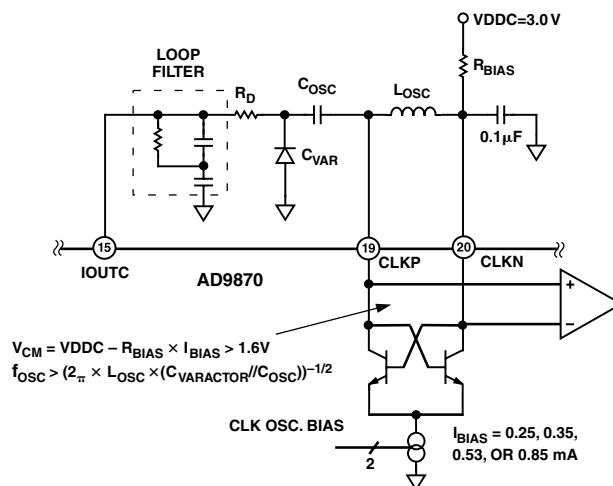 VDDC=3.0 V
LOOP
FILTER
RBIAS
RD
COSC
LOSC
0.1μF
CVAR
15
19
20
IOUTC
AD9870
CLKP
CLKN
+
–
VCM = VDDC – RBIAS × IBIAS > 1.6V
fOSC > (2π × LOSC ×(CVARACTOR//COSC))–1/2
CLK OSC. BIAS
2
IBIAS = 0.25, 0.35,
0.53, OR 0.85 mA